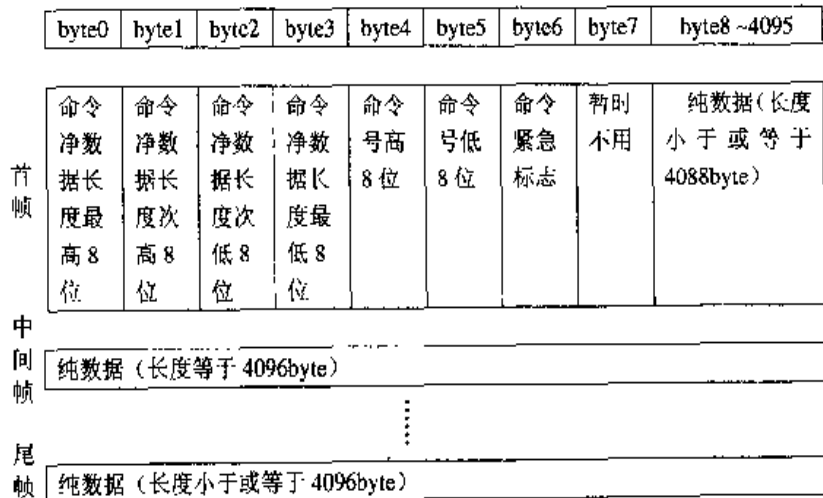 byte0 byte1 byte2 byte3 byte4 byte5 byte6 byte7 byte8~4095
首帧
命令
净数
据长
度最
高8
位
命令
净数
据长
度次
高8
位
命令
净数
据长
度次
低8
位
命令
净数
据长
度最
低8
位
命令
号高
8位
命令
号低
8位
命令
紧急
标志
暂时
不用
纯数据(长度
小于或等于
4088byte)
中间帧
纯数据(长度等于4096byte)
尾帧
纯数据(长度小于或等于4096byte)